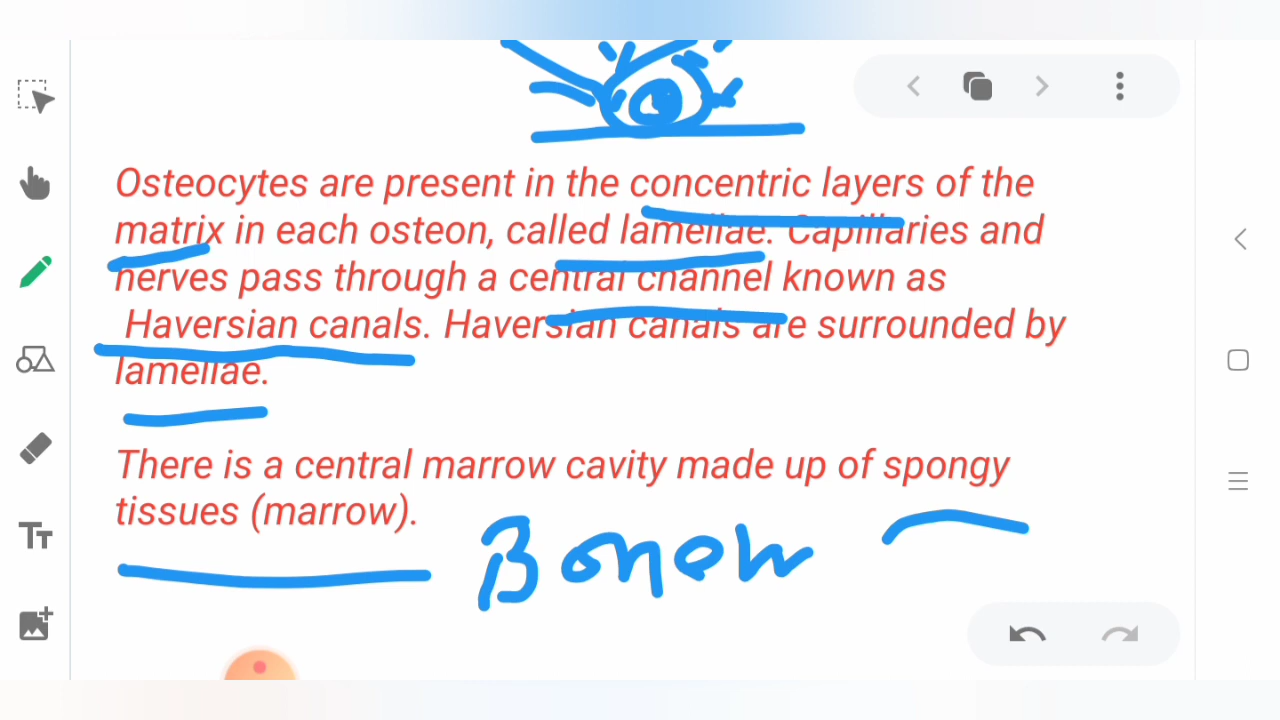 Osteocytes are present in the concentric layers of the
matrix in each osteon, called lamellae. Capillaries and
nerves pass through a central channel known as
Haversian canals. Haversian canals are surrounded by
lamellae.
There is a central marrow cavity made up of spongy
tissues (marrow).
Tt